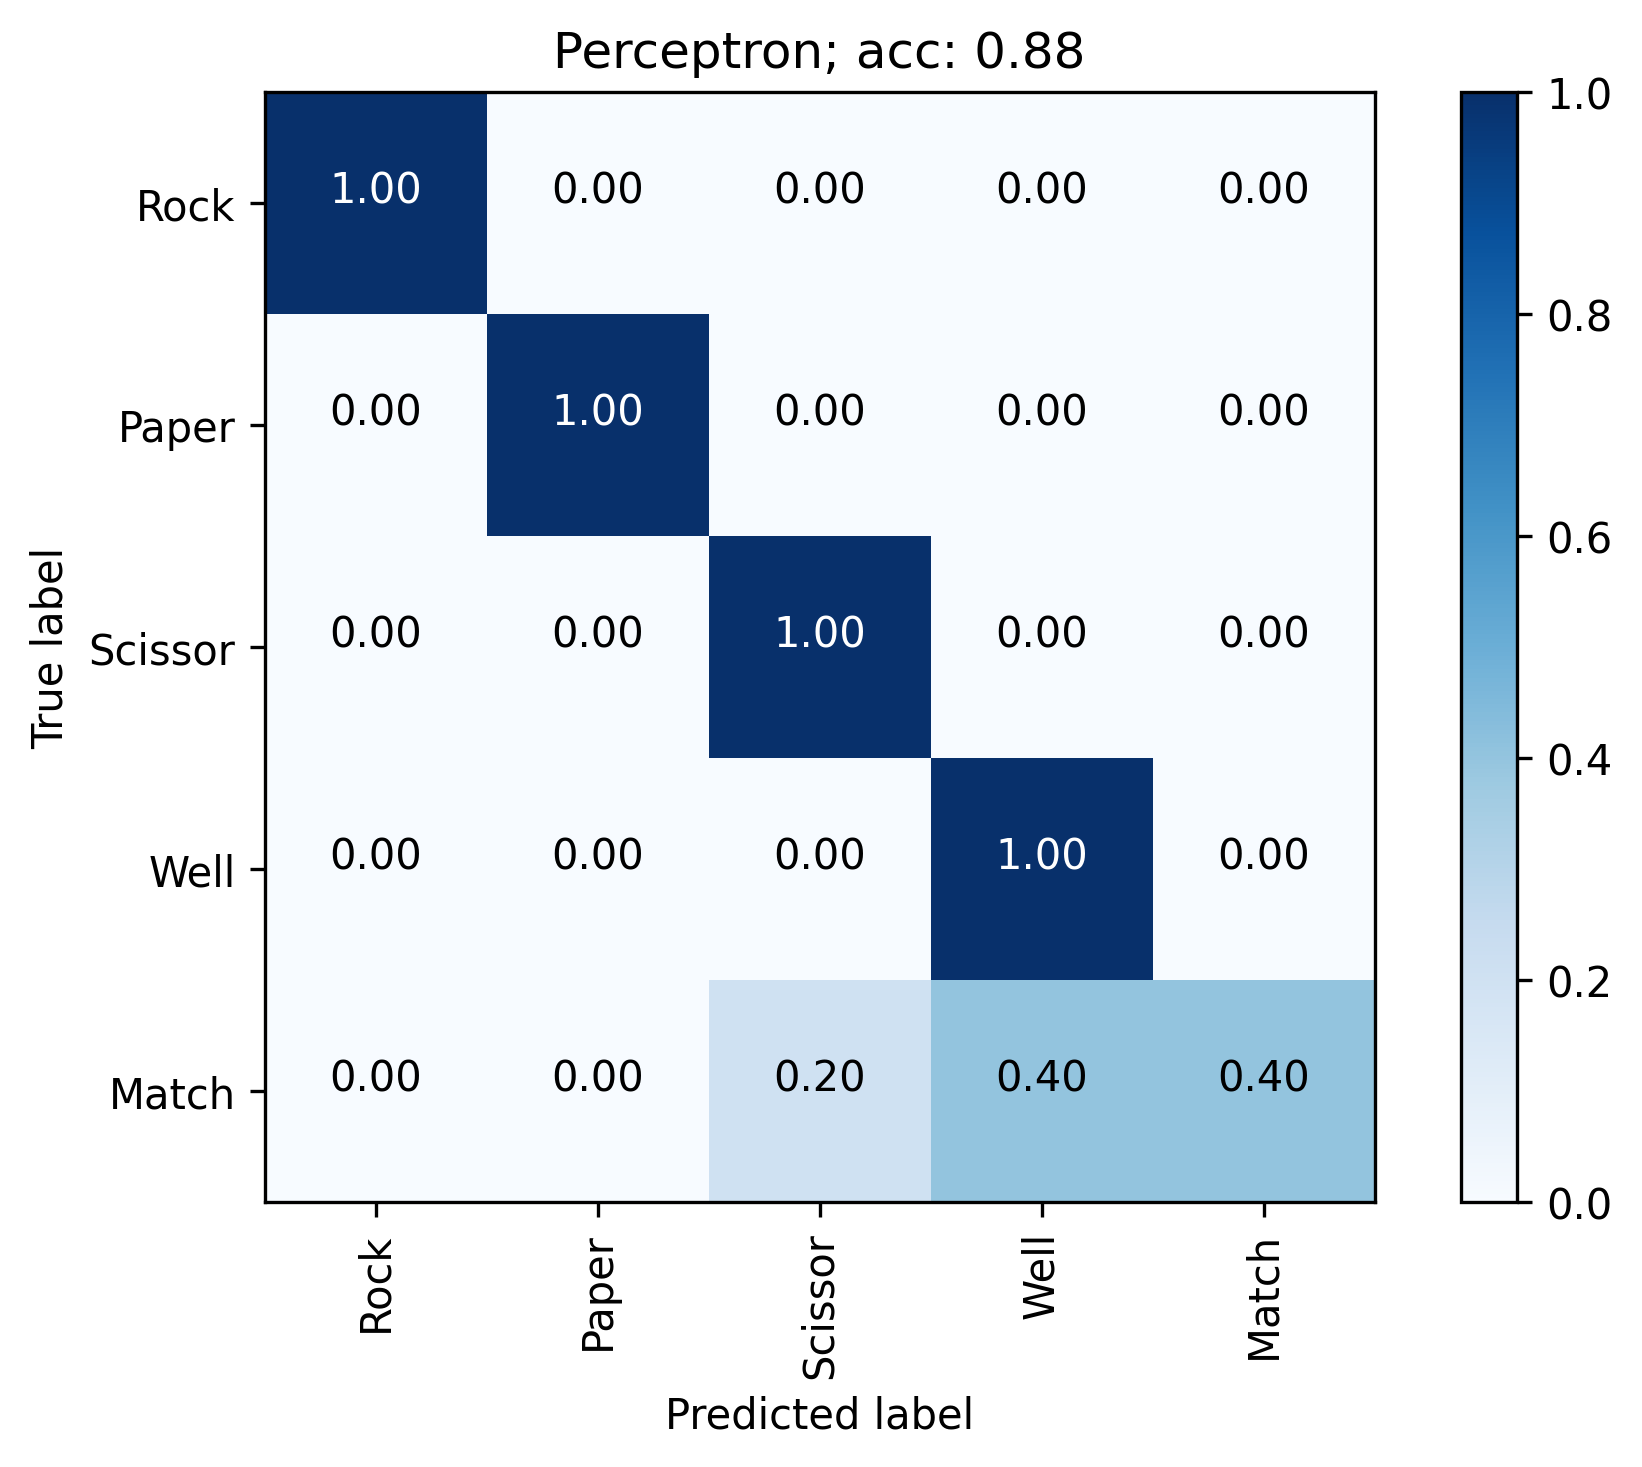 Perceptron; acc: 0.88
True label
Rock 1.00 0.00 0.00 0.00 0.00
Paper 0.00 1.00 0.00 0.00 0.00
Scissor 0.00 0.00 1.00 0.00 0.00
Well 0.00 0.00 0.00 1.00 0.00
Match 0.00 0.00 0.20 0.40 0.40
Rock Paper Scissor Well Match
Predicted label
1.0
0.8
0.6
0.4
0.2
0.0